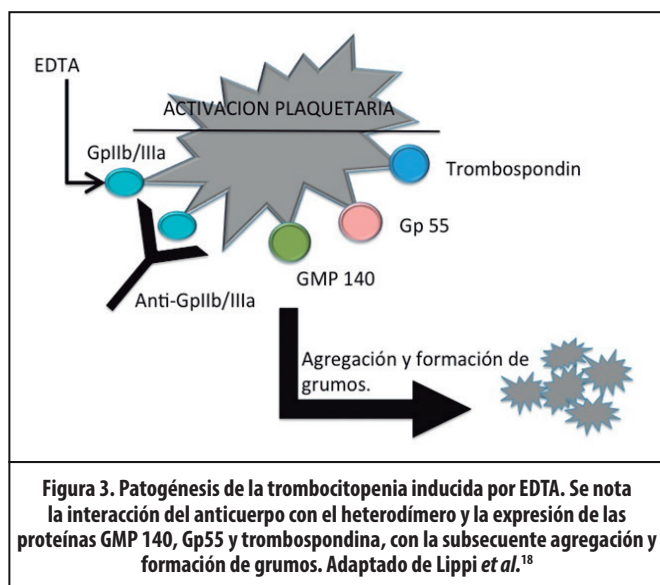 EDTA
ACTIVACION PLAQUETARIA
GpIIb/IIIa
Trombospondin
Gp 55
GMP 140
Anti-GpIIb/IIIa
Agregación y formación de
grumos.
Figura 3. Patogénesis de la trombocitopenia inducida por EDTA. Se nota
la interacción del anticuerpo con el heterodímero y la expresión de las
proteínas GMP 140, Gp55 y trombospondina, con la subsecuente agregación y
formación de grumos. Adaptado de Lippi et al.18